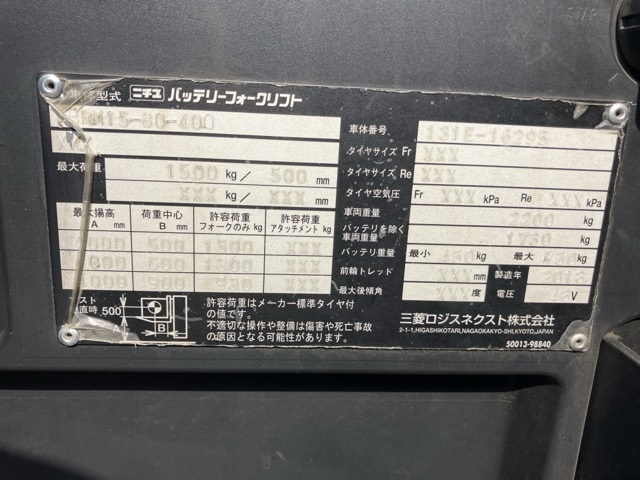 車体型式 ニチユ バッテリーフォークリフト
RM15-80-400
最大荷重 1500 kg / 500 mm
XXX kg / XXX mm
最大揚高 A mm 荷重中心 B mm 許容荷重 フォークのみ kg 許容荷重 アタッチメント kg
500 1500 XXX
XXX
XXX
マスト
垂直時 500
B
許容荷重はメーカー標準タイヤ付
の値です。
不適切な操作や整備は傷害や死亡事故
の原因となる可能性があります。
車体番号 131E-16295
タイヤサイズ Fr XXX
タイヤサイズ Re XXX
タイヤ空気圧 Fr XXX kPa Re XXX kPa
車両重量 2200 kg
バッテリを除く
車両重量 kg
バッテリ重量 最小 kg 最大 kg
前輪トレッド XXX mm 製造年
最大後傾角 XXX 度 電圧 V
三菱ロジスネクスト株式会社
2-1-1,HIGASHIKOTARI,NAGAOKAKYO-SHI,KYOTO,JAPAN
50013-98840